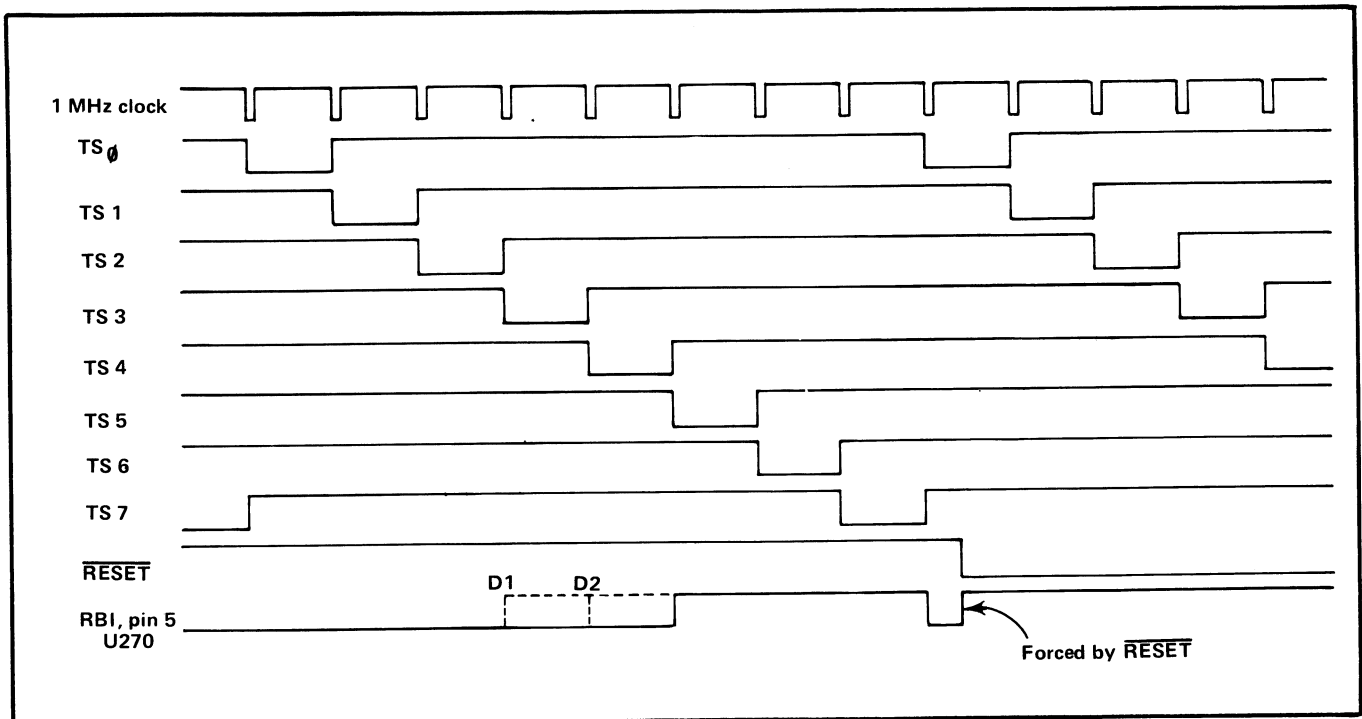 1 MHz clock
TSØ
TS 1
TS 2
TS 3
TS 4
TS 5
TS 6
TS 7
RESET
D1 D2
RBI, pin 5
U270
Forced by RESET